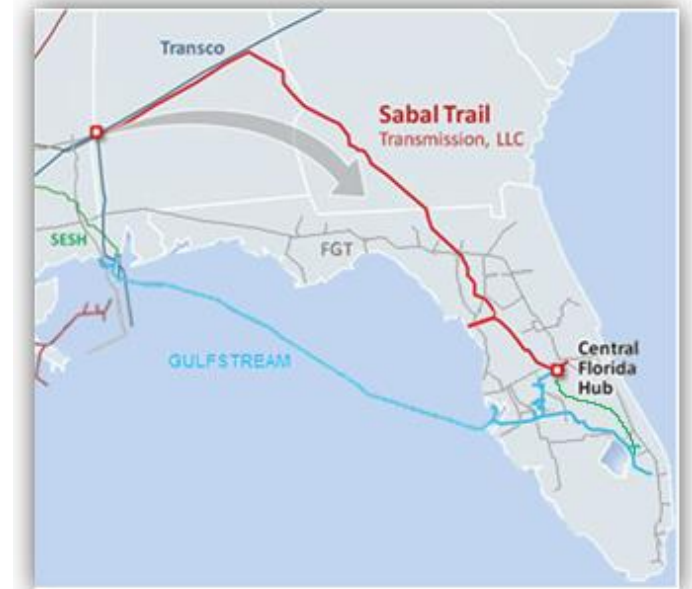 Transco
Sabal Trail
Transmission, LLC
SESH
FGT
GULFSTREAM
Central
Florida
Hub